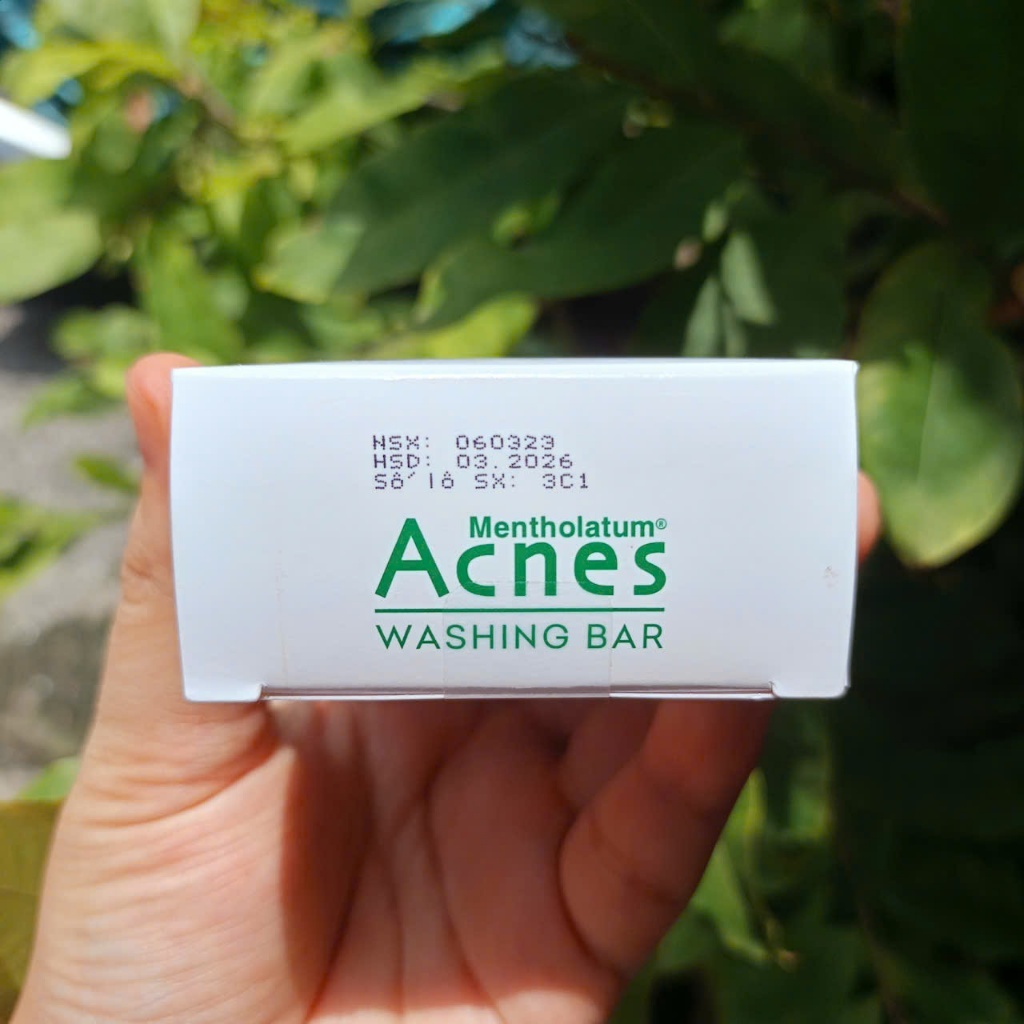 NSX: 060323
HSD: 03.2026
Số lô SX: 3C1
Mentholatum®
Acnes
WASHING BAR